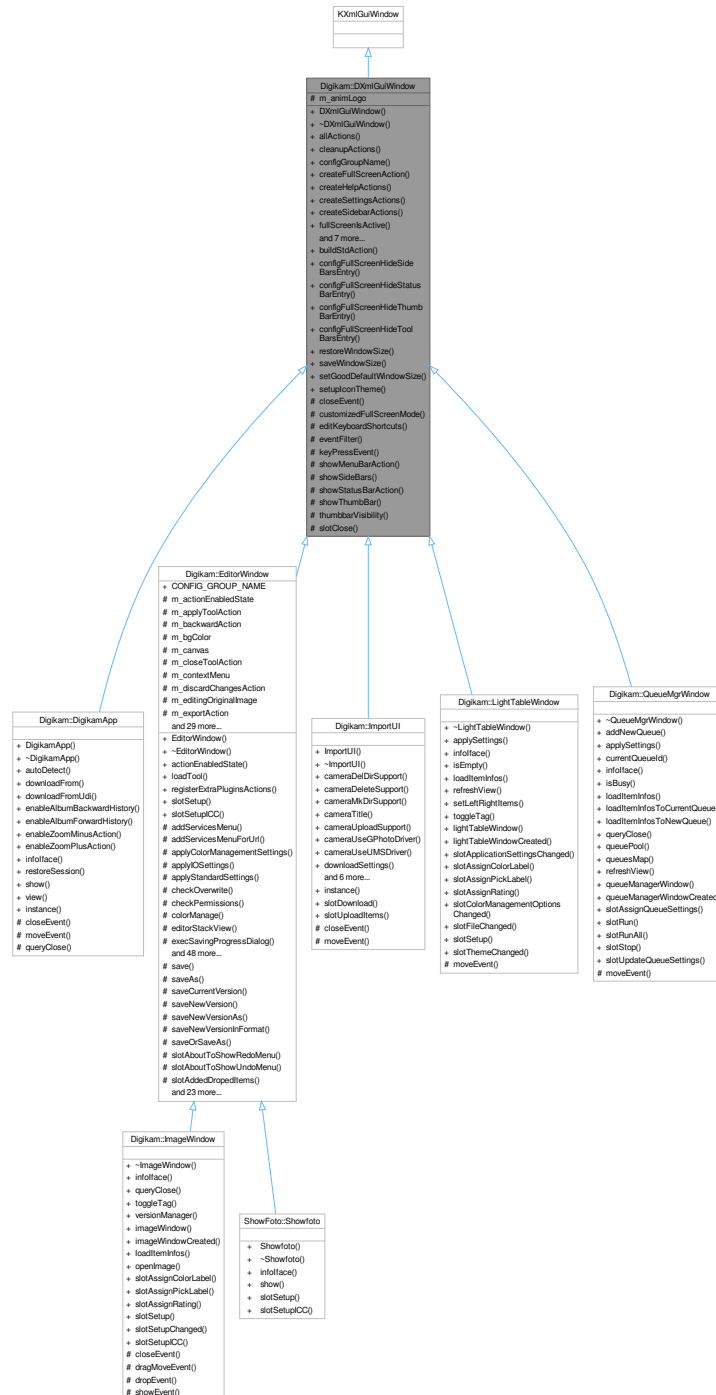 KXmlGuiWindow
Digikam::DXmlGuiWindow
# m_animLogo
+ DXmlGuiWindow()
+ ~DXmlGuiWindow()
+ allActions()
+ cleanupActions()
+ configGroupName()
+ createFullScreenAction()
+ createHelpActions()
+ createSettingsActions()
+ createSidebarActions()
+ fullScreenIsActive()
and 7 more...
+ buildStdAction()
+ configFullScreenHideSide
BarsEntry()
+ configFullScreenHideStatus
BarEntry()
+ configFullScreenHideThumb
BarEntry()
+ configFullScreenHideTool
BarsEntry()
+ restoreWindowSize()
+ saveWindowSize()
+ setGoodDefaultWindowSize()
+ setupIconTheme()
# closeEvent()
# customizedFullScreenMode()
# editKeyboardShortcuts()
# eventFilter()
# keyPressEvent()
# showMenuBarAction()
# showSideBars()
# showStatusBarAction()
# showThumbBar()
# thumbbarVisibility()
# slotClose()
Digikam::DigikamApp
+ DigikamApp()
+ ~DigikamApp()
+ autoDetect()
+ downloadFrom()
+ downloadFromUdi()
+ enableAlbumBackwardHistory()
+ enableAlbumForwardHistory()
+ enableZoomMinusAction()
+ enableZoomPlusAction()
+ infoIface()
+ restoreSession()
+ show()
+ view()
+ instance()
# closeEvent()
# moveEvent()
# queryClose()
Digikam::EditorWindow
+ CONFIG_GROUP_NAME
# m_actionEnabledState
# m_applyToolAction
# m_backwardAction
# m_bgColor
# m_canvas
# m_closeToolAction
# m_contextMenu
# m_discardChangesAction
# m_editingOriginalImage
# m_exportAction
and 29 more...
+ EditorWindow()
+ ~EditorWindow()
+ actionEnabledState()
+ loadTool()
+ registerExtraPluginsActions()
+ slotSetup()
+ slotSetupICC()
# addServicesMenu()
# addServicesMenuForUrl()
# applyColorManagementSettings()
# applyIOSettings()
# applyStandardSettings()
# checkOverwrite()
# checkPermissions()
# colorManage()
# editorStackView()
# execSavingProgressDialog()
and 48 more...
# save()
# saveAs()
# saveCurrentVersion()
# saveNewVersion()
# saveNewVersionAs()
# saveNewVersionInFormat()
# saveOrSaveAs()
# slotAboutToShowRedoMenu()
# slotAboutToShowUndoMenu()
# slotAddedDropedItems()
and 23 more...
Digikam::ImportUI
+ ImportUI()
+ ~ImportUI()
+ cameraDelDirSupport()
+ cameraDeleteSupport()
+ cameraMkDirSupport()
+ cameraTitle()
+ cameraUploadSupport()
+ cameraUseGPhotoDriver()
+ cameraUseUMSDriver()
+ downloadSettings()
and 6 more...
+ instance()
+ slotDownload()
+ slotUploadItems()
# closeEvent()
# moveEvent()
Digikam::LightTableWindow
+ ~LightTableWindow()
+ applySettings()
+ infoIface()
+ isEmpty()
+ loadItemInfos()
+ refreshView()
+ setLeftRightItems()
+ toggleTag()
+ lightTableWindow()
+ lightTableWindowCreated()
+ slotApplicationSettingsChanged()
+ slotAssignColorLabel()
+ slotAssignPickLabel()
+ slotAssignRating()
+ slotColorManagementOptions
Changed()
+ slotFileChanged()
+ slotSetup()
+ slotThemeChanged()
# moveEvent()
Digikam::QueueMgrWindow
+ ~QueueMgrWindow()
+ addNewQueue()
+ applySettings()
+ currentQueueId()
+ infoIface()
+ isBusy()
+ loadItemInfos()
+ loadItemInfosToCurrentQueue
+ loadItemInfosToNewQueue()
+ queryClose()
+ queuePool()
+ queuesMap()
+ refreshView()
+ queueManagerWindow()
+ queueManagerWindowCreated
+ slotAssignQueueSettings()
+ slotRun()
+ slotRunAll()
+ slotStop()
+ slotUpdateQueueSettings()
# moveEvent()
Digikam::ImageWindow
+ ~ImageWindow()
+ infoIface()
+ queryClose()
+ toggleTag()
+ versionManager()
+ imageWindow()
+ imageWindowCreated()
+ loadItemInfos()
+ openImage()
+ slotAssignColorLabel()
+ slotAssignPickLabel()
+ slotAssignRating()
+ slotSetup()
+ slotSetupChanged()
+ slotSetupICC()
# closeEvent()
# dragMoveEvent()
# dropEvent()
# showEvent()
ShowFoto::Showfoto
+ Showfoto()
+ ~Showfoto()
+ infoIface()
+ show()
+ slotSetup()
+ slotSetupICC()